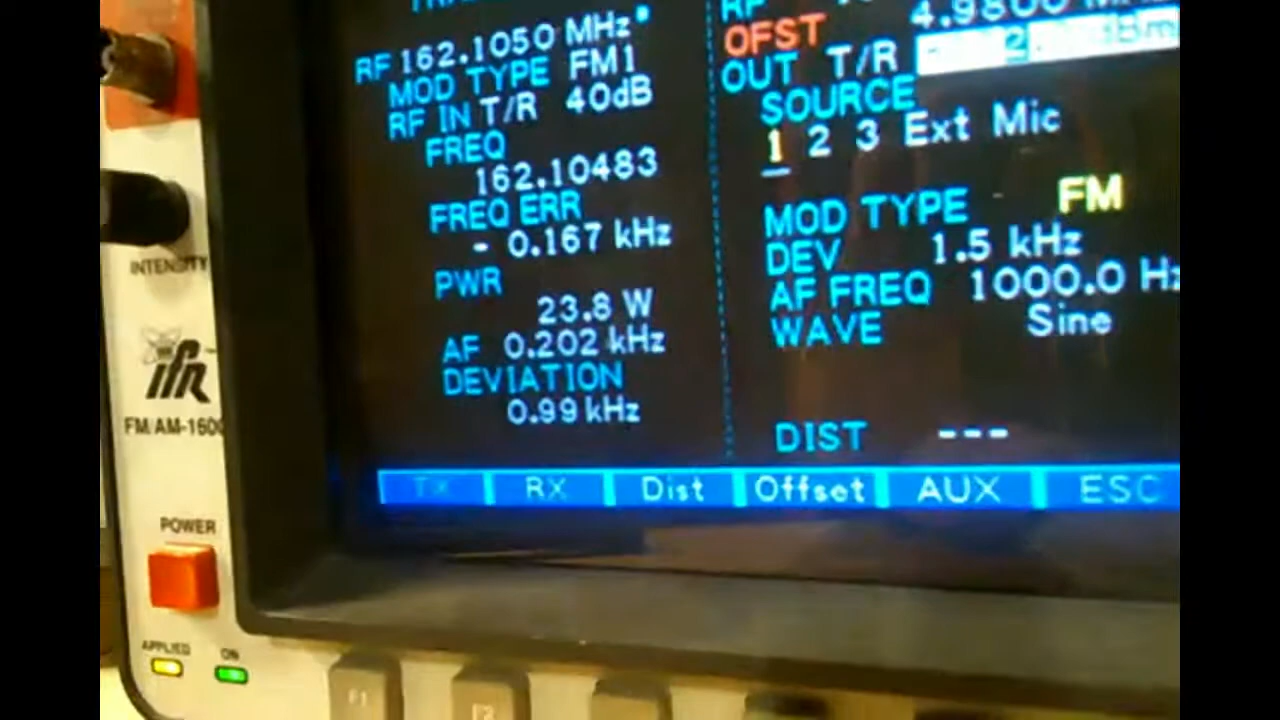 RF 162.1050 MHz
MOD TYPE FM1
RF IN T/R 40dB
FREQ
162.10483
FREQ ERR
- 0.167 kHz
PWR
23.8 W
AF 0.202 kHz
DEVIATION
0.99 kHz
RF
OFST 4.9800
OUT T/R
SOURCE
1 2 3 Ext Mic
MOD TYPE FM
DEV 1.5 kHz
AF FREQ 1000.0 Hz
WAVE Sine
DIST ---
TX RX Dist Offset AUX ESC
INTENSITY
ifr
FM/AM-1600
POWER
APPLIED ON
F1 F2